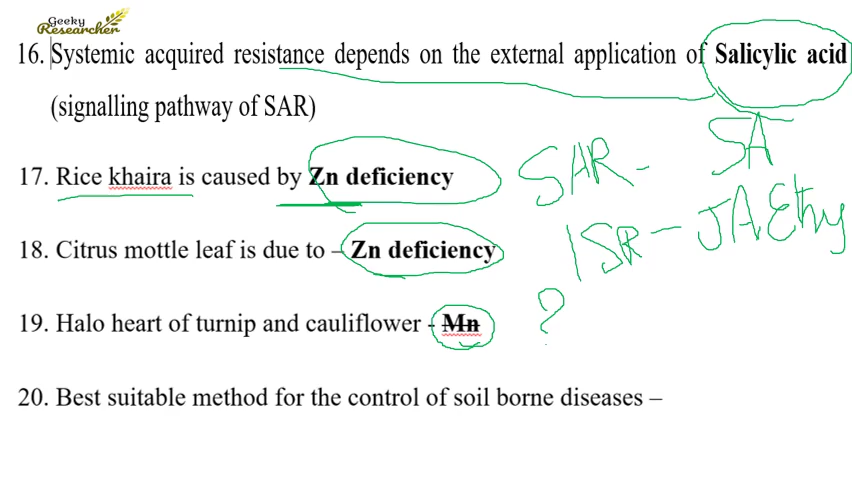 Geeky
Researcher
16. Systemic acquired resistance depends on the external application of Salicylic acid
(signalling pathway of SAR)
SA
SAR -
17. Rice khaira is caused by Zn deficiency
ISR - JA Ethy
18. Citrus mottle leaf is due to – Zn deficiency
19. Halo heart of turnip and cauliflower - Mn
?
20. Best suitable method for the control of soil borne diseases –